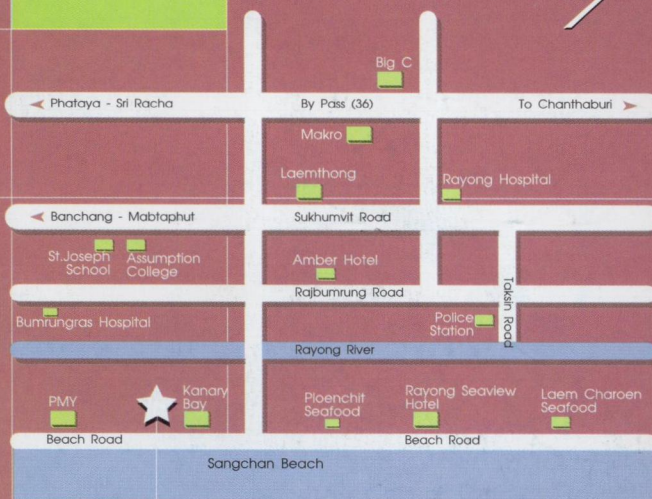 Big C
Phataya - Sri Racha
By Pass (36)
To Chanthaburi
Makro
Laemthong
Rayong Hospltal
Banchang - Mabtaphut
Sukhumvit Road
St.Joseph
School
Assumption
College
Amber Hotel
Rajbumrung Road
Taksin Road
Bumrungras Hospital
Police
Station
Rayong River
PMY
Kanary
Bay
Ploenchit
Seafood
Rayong Seaview
Hotel
Laem Charoen
Seafood
Beach Road
Beach Road
Sangchan Beach